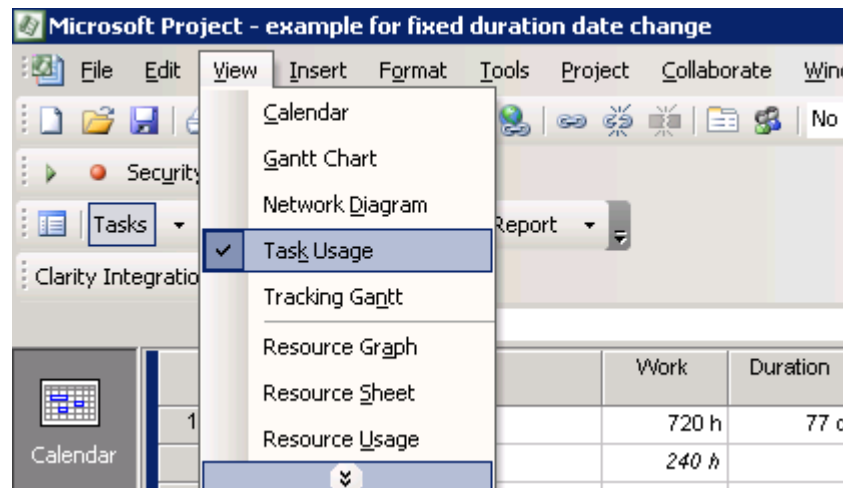 Microsoft Project - example for fixed duration date change
File Edit View Insert Format Tools Project Collaborate
No
Calendar
Gantt Chart
Network Diagram
Task Usage
Tracking Gantt
Resource Graph
Resource Sheet
Resource Usage
Security
Tasks Report
Clarity Integratio
Work Duration
1 720 h 77 d
Calendar 240 h